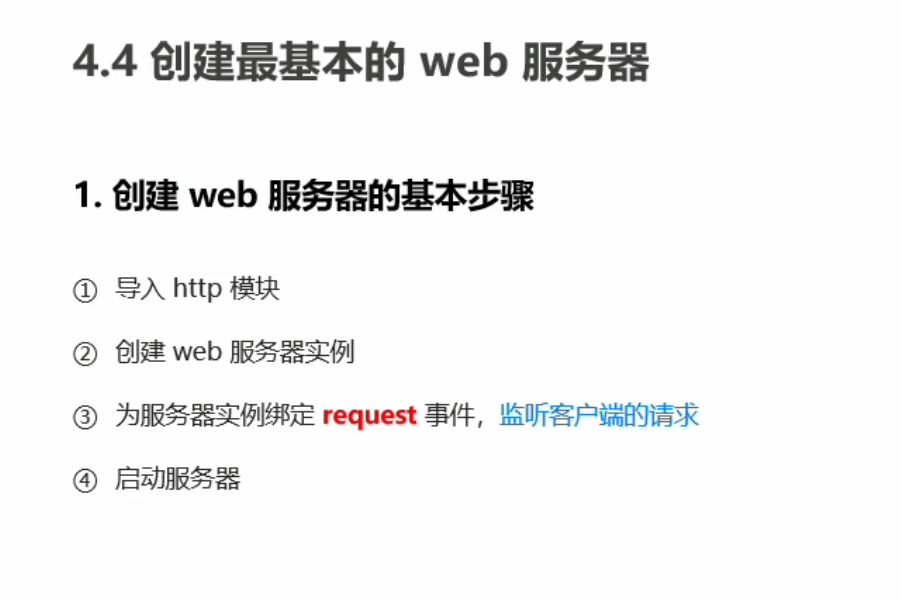 4.4 创建最基本的 web 服务器
1. 创建 web 服务器的基本步骤
① 导入 http 模块
② 创建 web 服务器实例
③ 为服务器实例绑定 request 事件，监听客户端的请求
④ 启动服务器